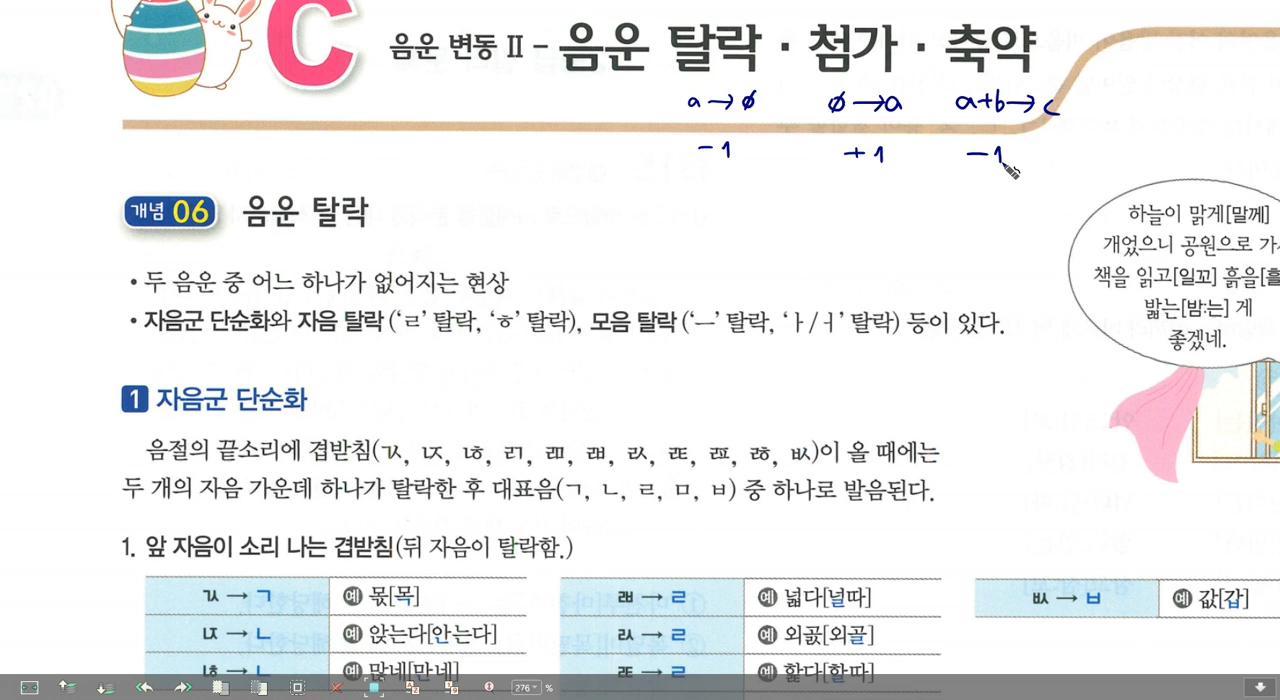 C 음운 변동 Ⅱ - 음운 탈락 · 첨가 · 축약
a → ∅ ∅ → a a+b → c
-1 +1 -1
개념 06 음운 탈락
하늘이 맑게[말께]
개었으니 공원으로 가
책을 읽고[일꼬] 흙을[흘
밟는[밤ː는] 게
좋겠네.
• 두 음운 중 어느 하나가 없어지는 현상
• 자음군 단순화와 자음 탈락(‘ㄹ’ 탈락, ‘ㅎ’ 탈락), 모음 탈락(‘ㅡ’ 탈락, ‘ㅏ/ㅓ’ 탈락) 등이 있다.
1 자음군 단순화
음절의 끝소리에 겹받침(ㄳ, ㄵ, ㄶ, ㄺ, ㄻ, ㄼ, ㄽ, ㄾ, ㄿ, ㅀ, ㅄ)이 올 때에는
두 개의 자음 가운데 하나가 탈락한 후 대표음(ㄱ, ㄴ, ㄹ, ㅁ, ㅂ) 중 하나로 발음된다.
1. 앞 자음이 소리 나는 겹받침(뒤 자음이 탈락함.)
ㄳ → ㄱ 예 몫[목]
ㄵ → ㄴ 예 앉는다[안는다]
ㄶ → ㄴ 예 많네[만네]
ㄼ → ㄹ 예 넓다[널따]
ㄽ → ㄹ 예 외곬[외골]
ㄾ → ㄹ 예 핥다[할따]
ㅄ → ㅂ 예 값[갑]
276 %